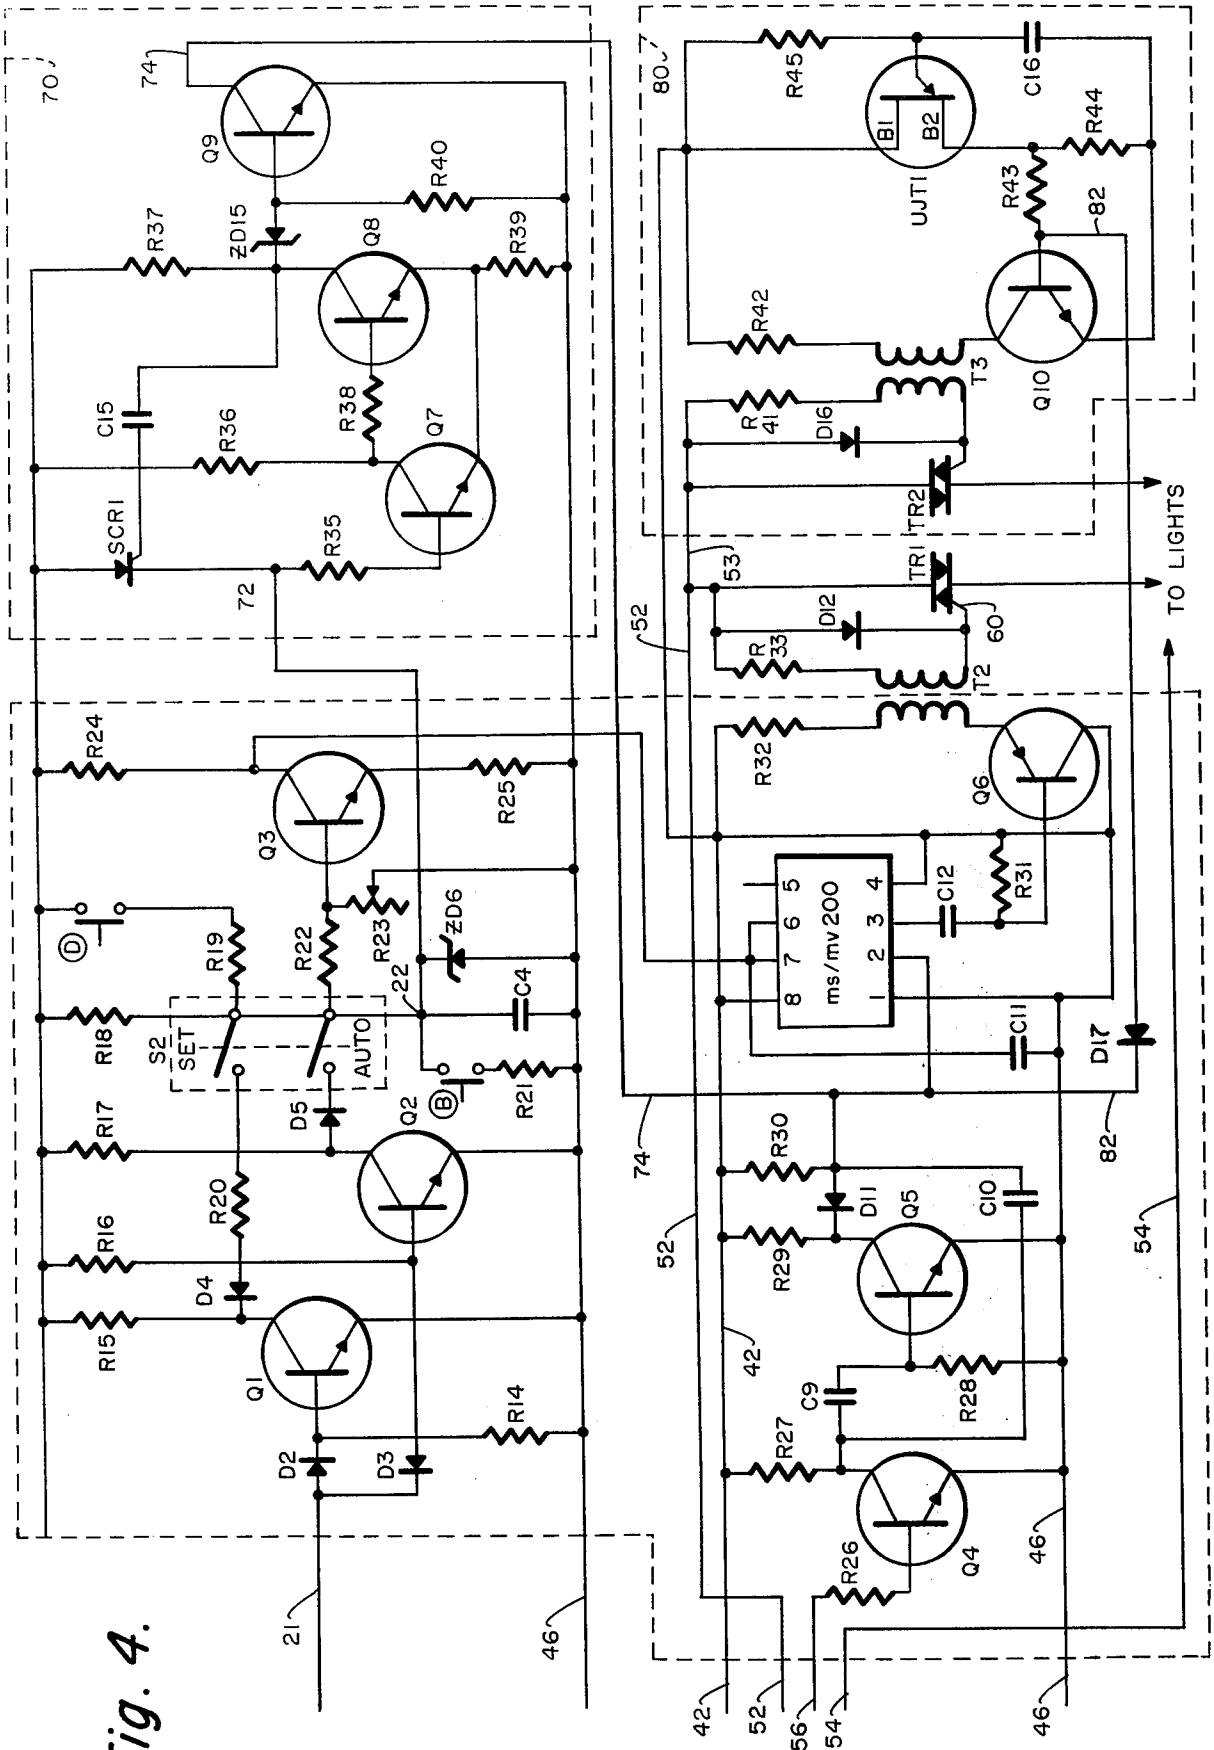 Fig. 4.
21
46
D2
D3
R14
Q1
R15
D4
R16
R20
R17
D5
Q2
S2
SET
AUTO
R18
B
R21
22
C4
ZD6
D
R19
R22
R23
Q3
R24
R25
70
72
SCR1
R35
C15
R36
R38
Q7
R37
ZD15
Q8
R39
Q9
R40
74
42
52
56
54
46
R26
Q4
46
R27
C9
R28
42
52
R29
D11
Q5
R30
C10
74
82
54
C11
D17
ms/mv200
8
7
6
5
1
2
3
4
C12
R31
Q6
R32
T2
R33
D12
TR1
60
52
53
TO LIGHTS
TR2
D16
R41
T3
R42
Q10
82
R43
R44
UJT1
B1
B2
R45
C16
80